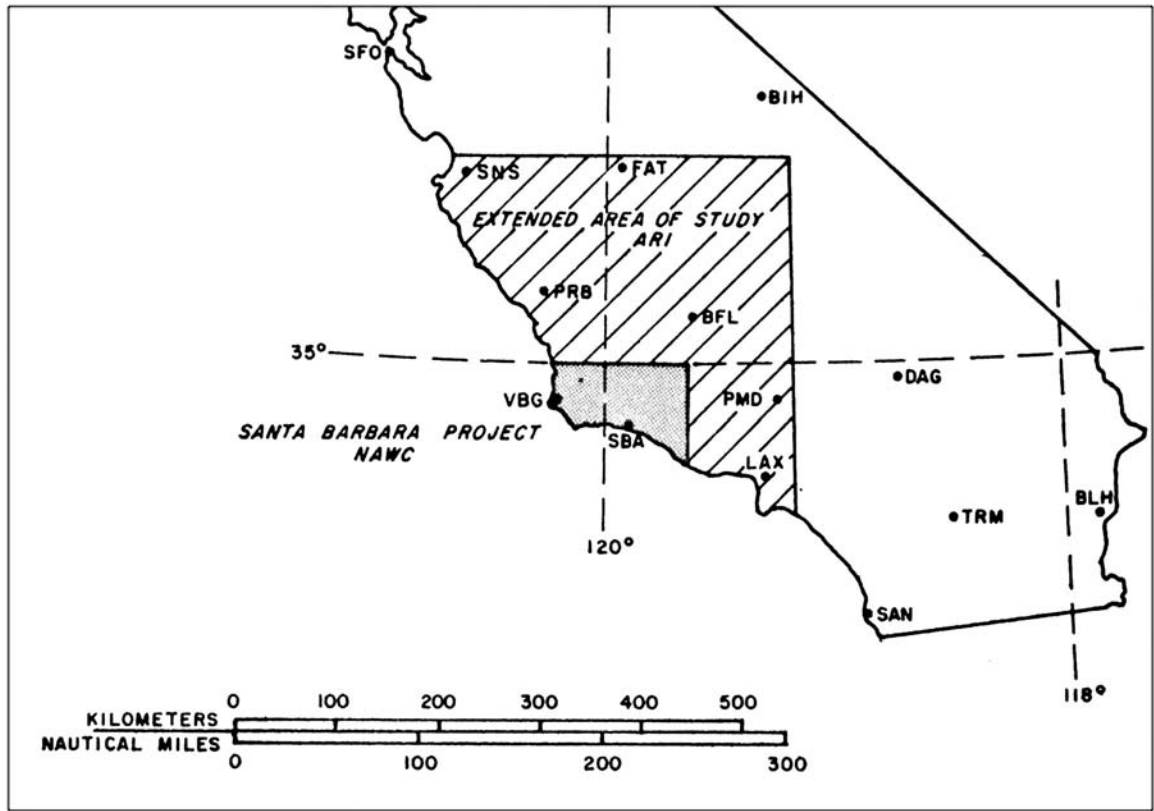 SFO
BIH
SNS
FAT
EXTENDED AREA OF STUDY
ARI
PRB
BFL
35°
DAG
VBG
PMD
SANTA BARBARA PROJECT
NAWC
SBA
LAX
BLH
TRM
120°
SAN
118°
0 100 200 300 400 500
KILOMETERS
NAUTICAL MILES
0 100 200 300